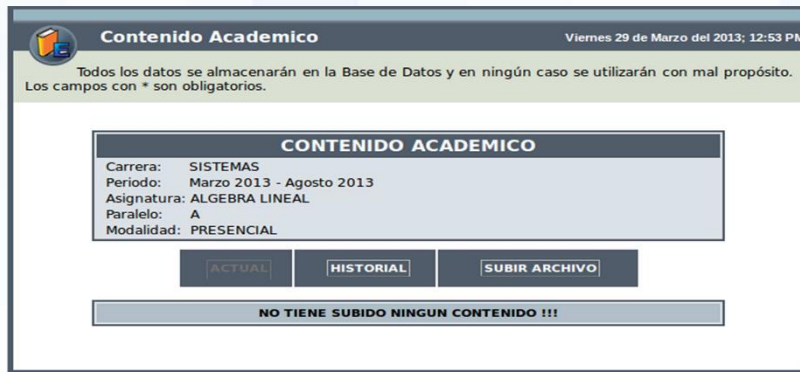 Contenido Academico
Viernes 29 de Marzo del 2013; 12:53 PM
Todos los datos se almacenarán en la Base de Datos y en ningún caso se utilizarán con mal propósito.
Los campos con * son obligatorios.
CONTENIDO ACADEMICO
Carrera: SISTEMAS
Periodo: Marzo 2013 - Agosto 2013
Asignatura: ALGEBRA LINEAL
Paralelo: A
Modalidad: PRESENCIAL
ACTUAL
HISTORIAL
SUBIR ARCHIVO
NO TIENE SUBIDO NINGUN CONTENIDO !!!